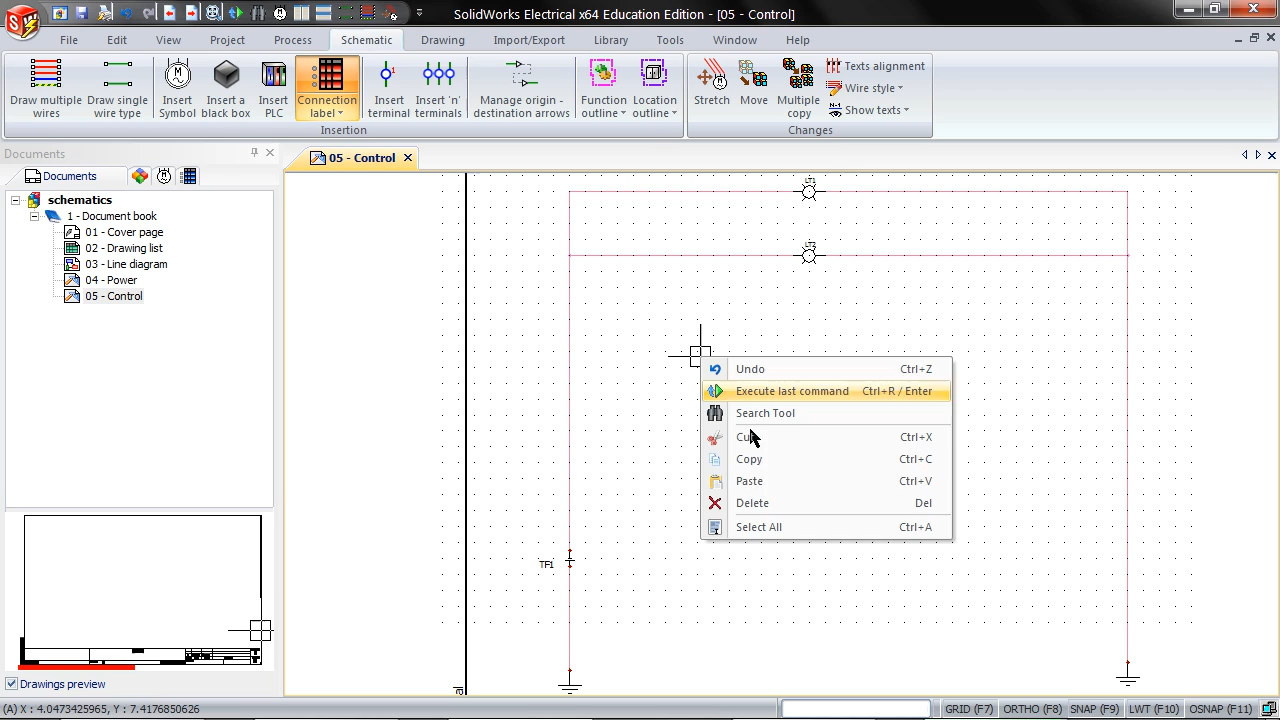 SolidWorks Electrical x64 Education Edition - [05 - Control]
File Edit View Project Process Schematic Drawing Import/Export Library Tools Window Help
Draw multiple wires
Draw single wire type
Insert Symbol
Insert a black box
Insert PLC
Connection label
Insert terminal
Insert 'n' terminals
Manage origin - destination arrows
Function outline
Location outline
Stretch
Move
Multiple copy
Texts alignment
Wire style
Show texts
Insertion
Changes
Documents
Documents
05 - Control
schematics
1 - Document book
01 - Cover page
02 - Drawing list
03 - Line diagram
04 - Power
05 - Control
LT1
LT2
Undo Ctrl+Z
Execute last command Ctrl+R / Enter
Search Tool
Ctrl+X
Copy Ctrl+C
Paste Ctrl+V
Delete Del
Select All Ctrl+A
TF1
Drawings preview
(A) X : 4.0473425965, Y : 7.4176850626
GRID (F7) ORTHO (F8) SNAP (F9) LWT (F10) OSNAP (F11)